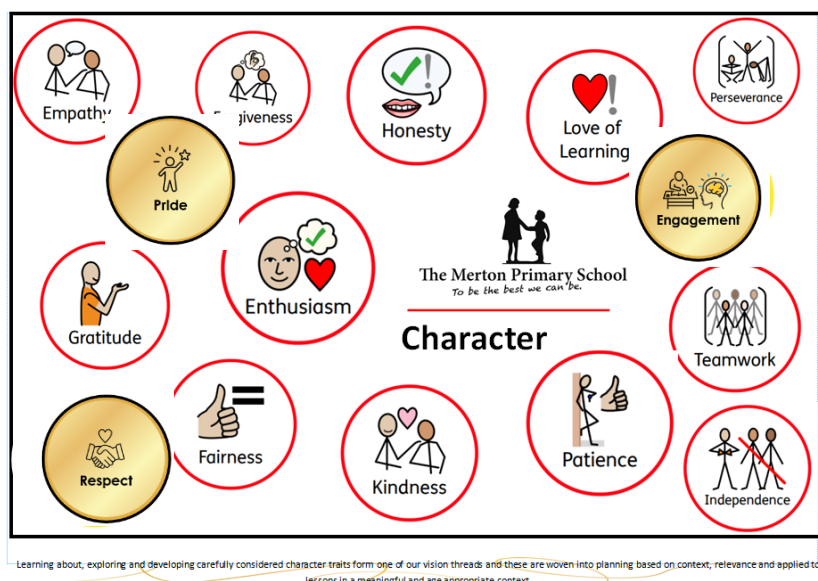 Empathy
Forgiveness
Honesty
Love of
Learning
Perseverance
Pride
Engagement
Gratitude
Enthusiasm
The Merton Primary School
To be the best we can be.
Character
Teamwork
Respect
Fairness
Kindness
Patience
Independence
Learning about, exploring and developing carefully considered character traits form one of our vision threads and these are woven into planning based on context, relevance and applied to
lessons in a meaningful and age appropriate context